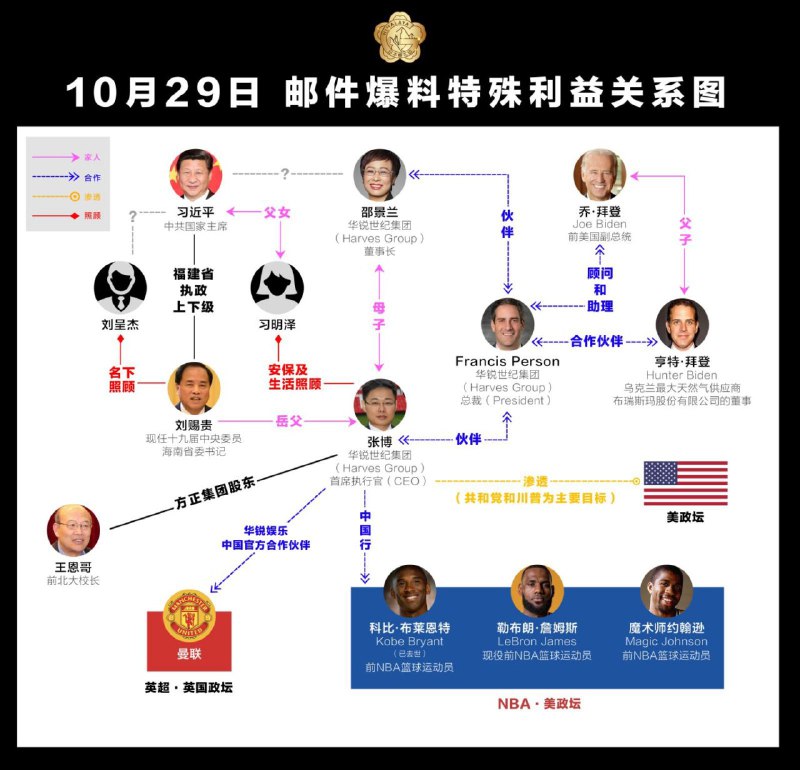 HIMALAYA
10月29日 邮件爆料特殊利益关系图
家人
合作
渗透
照顾
?
?
习近平
中共国家主席
父女
邵景兰
华锐世纪集团
(Harves Group)
董事长
伙伴
乔·拜登
Joe Biden
前美国副总统
父子
刘呈杰
福建省
执政
上下级
习明泽
母子
顾问
和
助理
Francis Person
华锐世纪集团
(Harves Group)
总裁(President)
合作伙伴
亨特·拜登
Hunter Biden
乌克兰最大天然气供应商
布瑞斯玛股份有限公司的董事
名下
照顾
安保及
生活照顾
刘赐贵
现任十九届中央委员
海南省委书记
岳父
张博
华锐世纪集团
(Harves Group)
首席执行官(CEO)
伙伴
渗透
(共和党和川普为主要目标)
美政坛
方正集团股东
王恩哥
前北大校长
华锐娱乐
中国官方合作伙伴
中国行
MANCHESTER
UNITED
曼联
英超·英国政坛
科比·布莱恩特
Kobe Bryant
(已去世)
前NBA篮球运动员
勒布朗·詹姆斯
LeBron James
现役前NBA篮球运动员
魔术师约翰逊
Magic Johnson
前NBA篮球运动员
NBA·美政坛